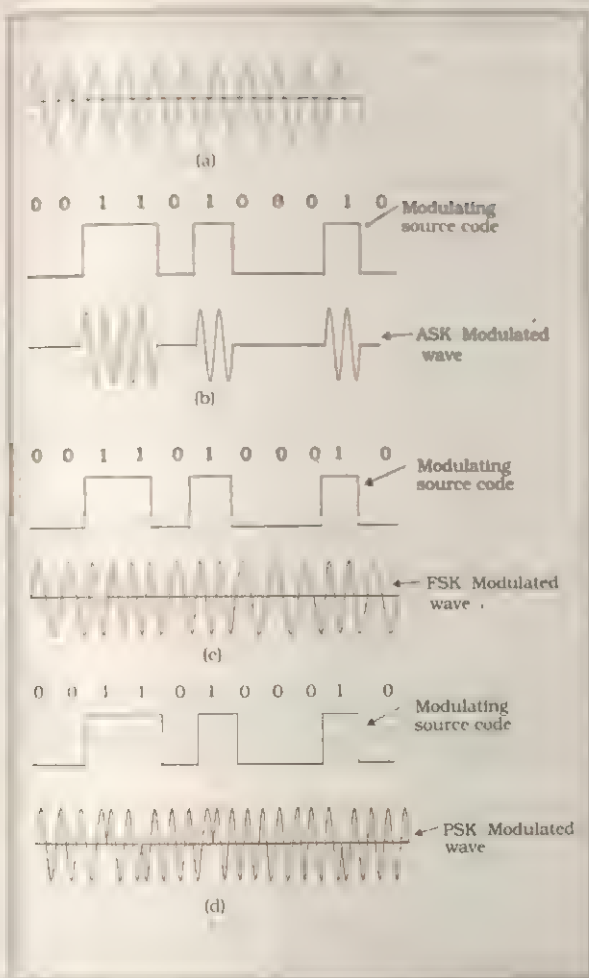 (a)
0 0 1 1 0 1 0 0 0 1 0
Modulating
source code
ASK Modulated
wave
(b)
0 0 1 1 0 1 0 0 0 1 0
Modulating
source code
FSK Modulated
wave
(c)
0 0 1 1 0 1 0 0 0 1 0
Modulating
source code
PSK Modulated
wave
(d)